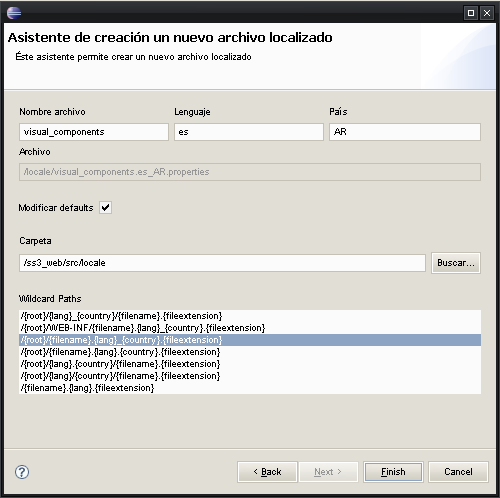 Asistente de creación un nuevo archivo localizado
Éste asistente permite crear un nuevo archivo localizado
Nombre archivo Lenguaje País
visual_components es AR
Archivo
/locale/visual_components.es_AR.properties
Modificar defaults
Carpeta
/ss3_web/src/locale Buscar...
Wildcard Paths
/{root}/{lang}_{country}/{filename}.{fileextension}
/{root}/WEB-INF/{filename}.{lang}_{country}.{fileextension}
/{root}/{filename}.{lang}_{country}.{fileextension}
/{root}/{filename}.{lang}.{country}.{fileextension}
/{root}/{lang}.{country}/{filename}.{fileextension}
/{root}/{lang}/{country}/{filename}.{fileextension}
/{filename}.{lang}.{fileextension}
? < Back Next > Finish Cancel